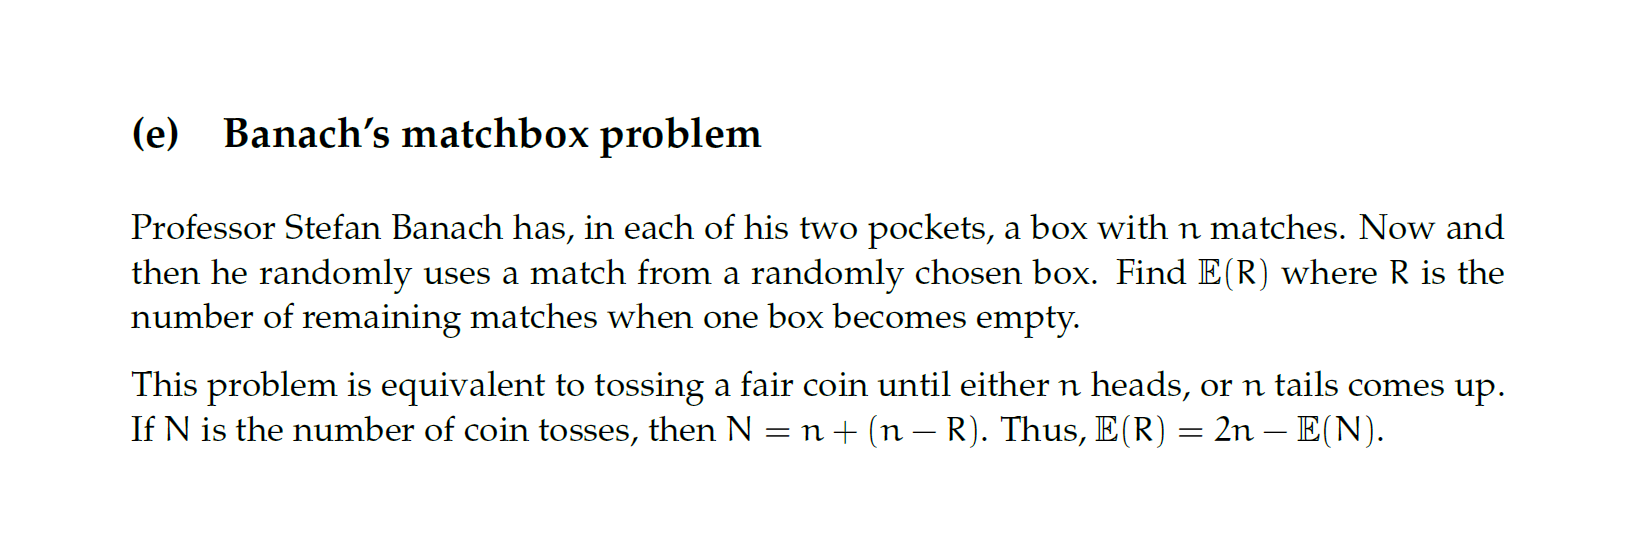 (e) Banach’s matchbox problem
Professor Stefan Banach has, in each of his two pockets, a box with n matches. Now and
then he randomly uses a match from a randomly chosen box. Find 𝔼(R) where R is the
number of remaining matches when one box becomes empty.
This problem is equivalent to tossing a fair coin until either n heads, or n tails comes up.
If N is the number of coin tosses, then N = n + (n − R). Thus, 𝔼(R) = 2n − 𝔼(N).